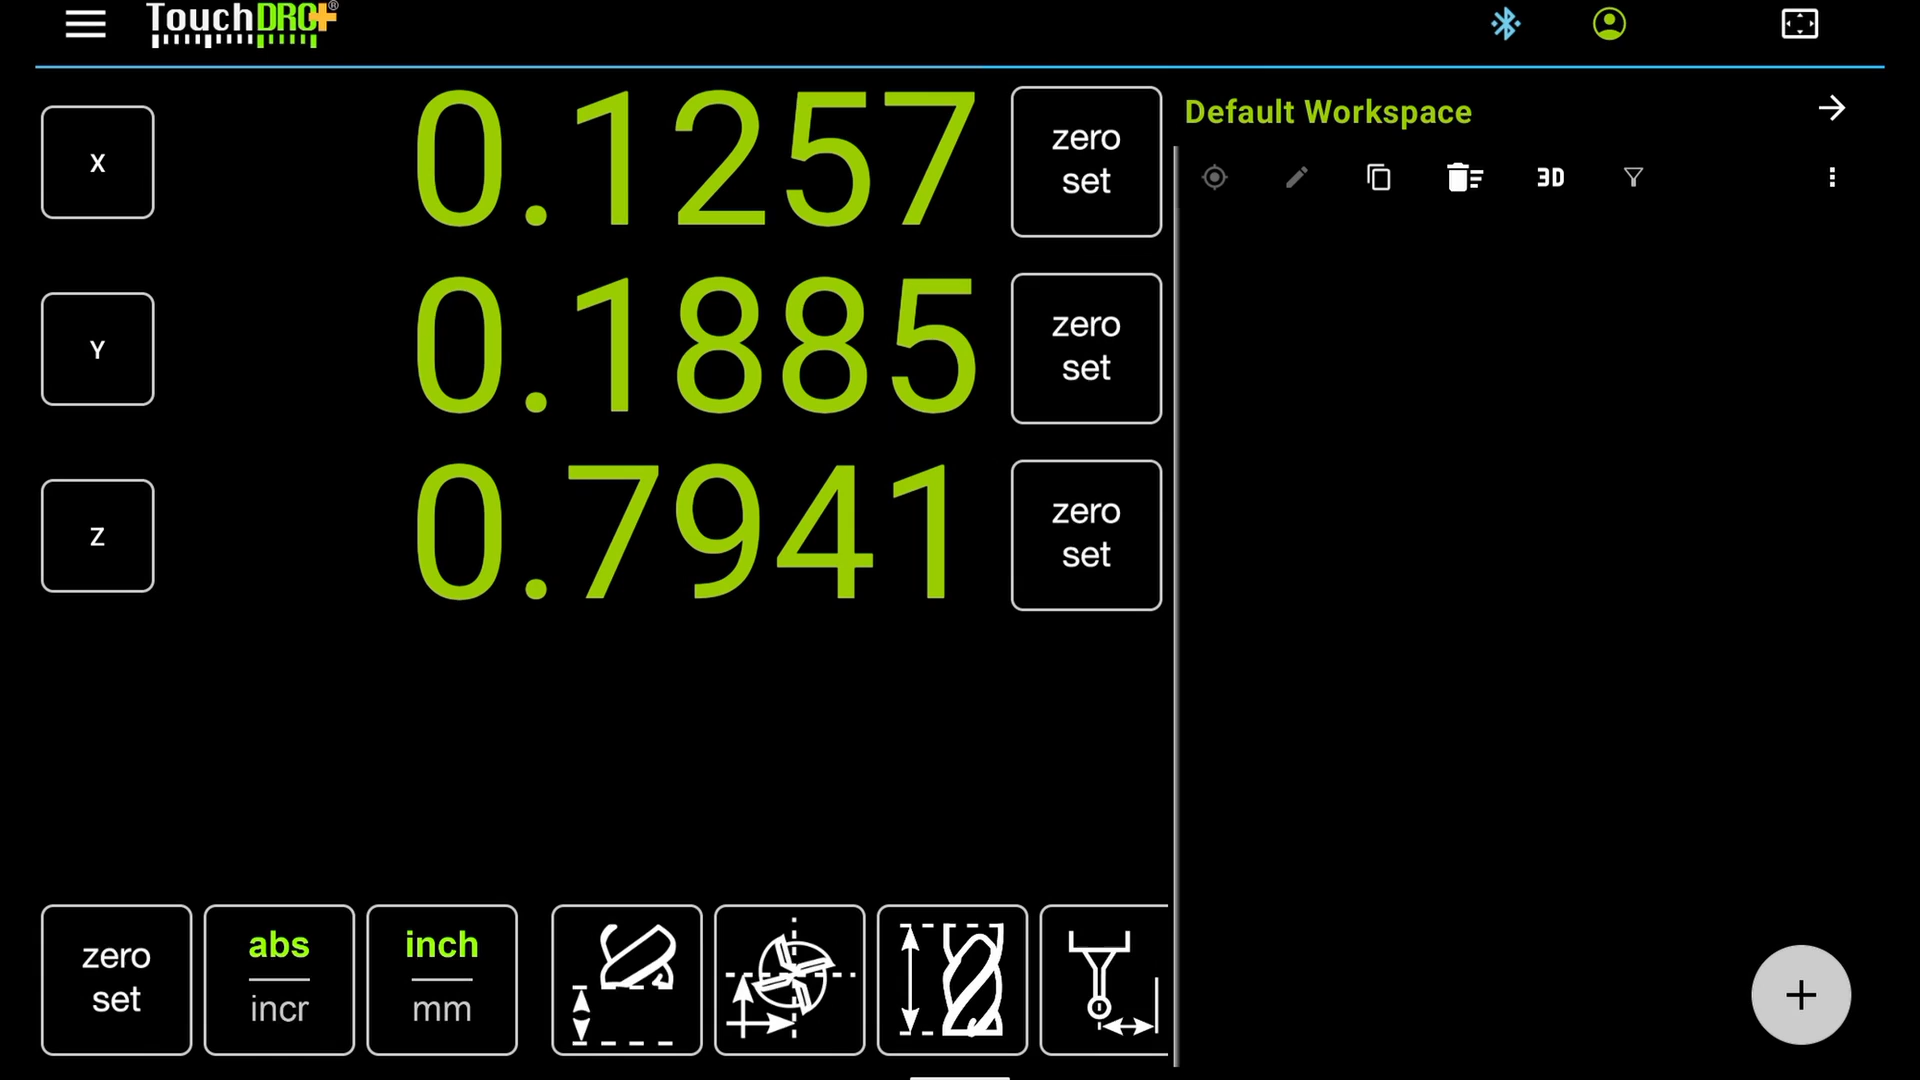 TouchDRO+®
X
0.1257
zero
set
Y
0.1885
zero
set
Z
0.7941
zero
set
Default Workspace
3D
zero
set
abs
incr
inch
mm